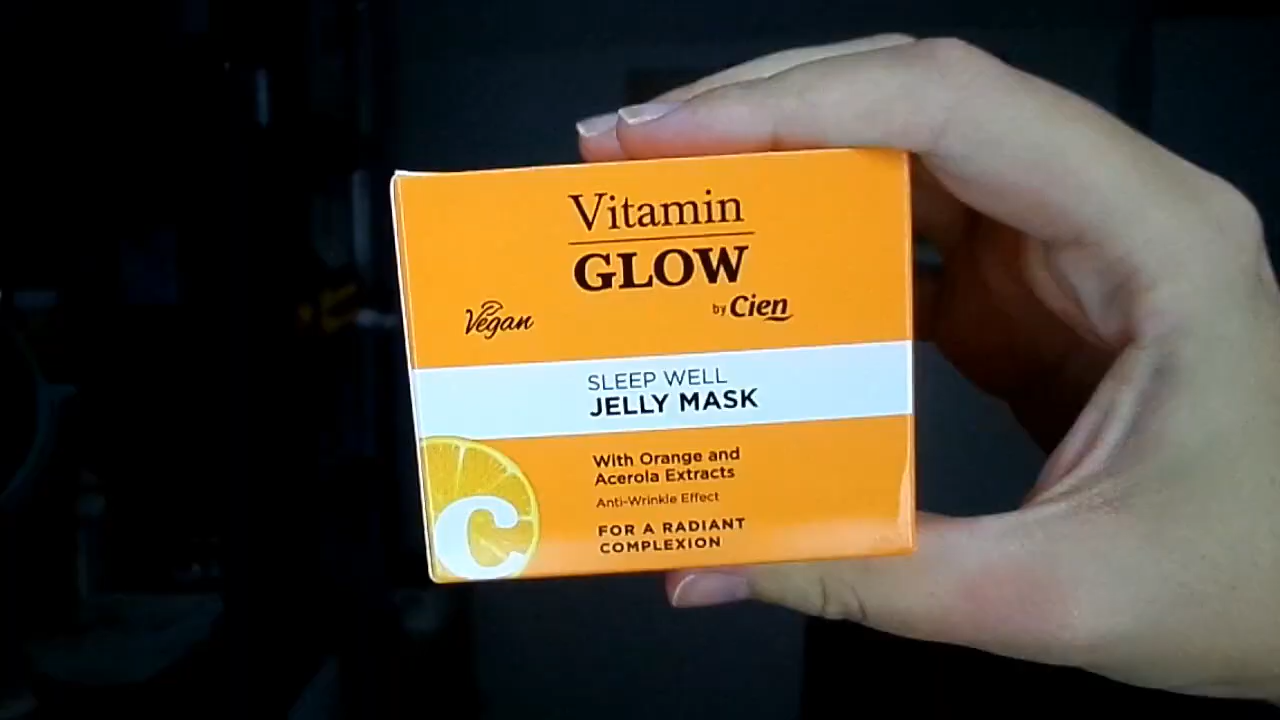 Vitamin
GLOW
by Cien
Vegan
SLEEP WELL
JELLY MASK
With Orange and
Acerola Extracts
Anti-Wrinkle Effect
FOR A RADIANT
COMPLEXION
C